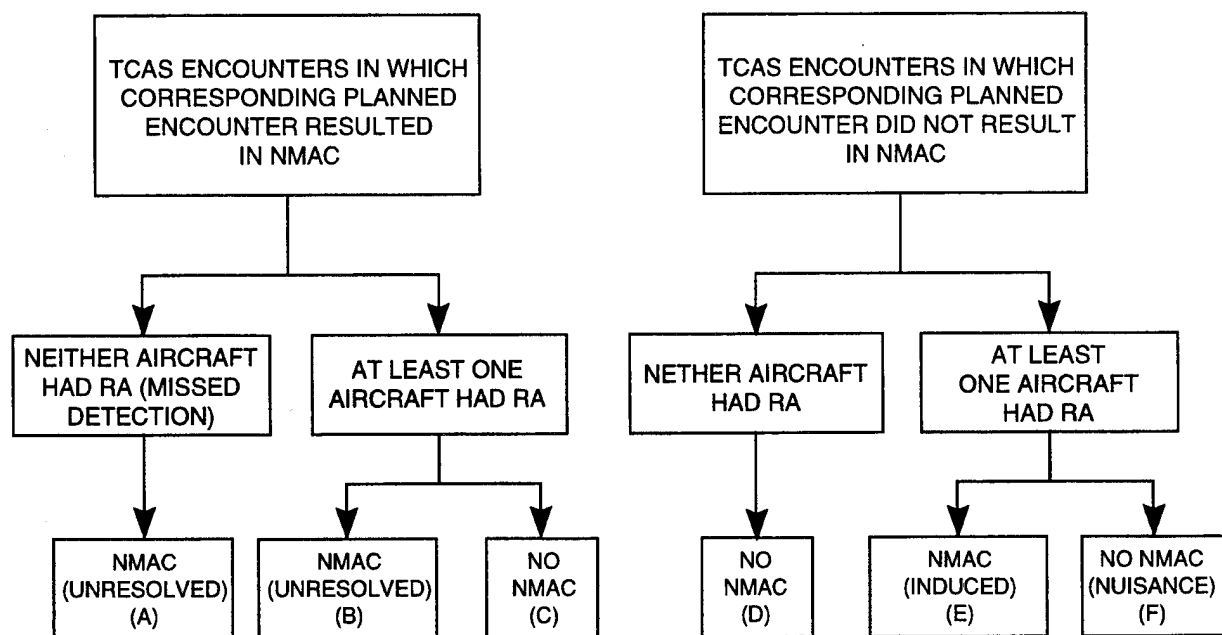 TCAS ENCOUNTERS IN WHICH
CORRESPONDING PLANNED
ENCOUNTER RESULTED
IN NMAC
TCAS ENCOUNTERS IN WHICH
CORRESPONDING PLANNED
ENCOUNTER DID NOT RESULT
IN NMAC
NEITHER AIRCRAFT
HAD RA (MISSED
DETECTION)
AT LEAST ONE
AIRCRAFT HAD RA
NETHER AIRCRAFT
HAD RA
AT LEAST
ONE AIRCRAFT
HAD RA
NMAC
(UNRESOLVED)
(A)
NMAC
(UNRESOLVED)
(B)
NO
NMAC
(C)
NO
NMAC
(D)
NMAC
(INDUCED)
(E)
NO NMAC
(NUISANCE)
(F)